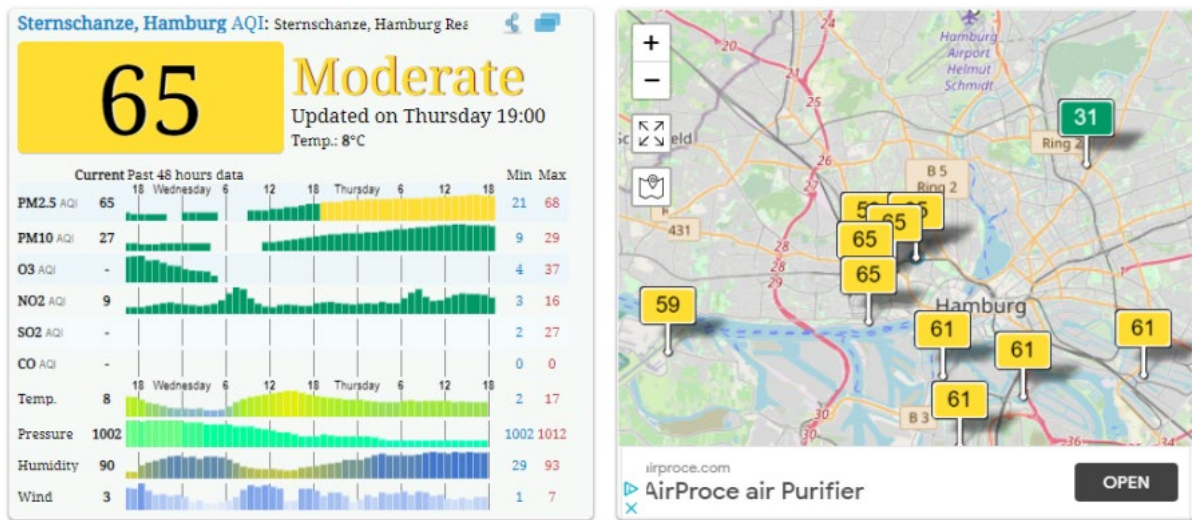 Sternschanze, Hamburg AQI: Sternschanze, Hamburg Rea
65
Moderate
Updated on Thursday 19:00
Temp.: 8°C
Current Past 48 hours data Min Max
18 Wednesday 6 12 18 Thursday 6 12 18
PM2.5 AQI 65 21 68
PM10 AQI 27 9 29
O3 AQI - 4 37
NO2 AQI 9 3 16
SO2 AQI - 2 27
CO AQI - 0 0
18 Wednesday 6 12 18 Thursday 6 12 18
Temp. 8 2 17
Pressure 1002 1002 1012
Humidity 90 29 93
Wind 3 1 7
+
−
20
24
21
25
26
28
28
29
30
30
34
36
431
Hamburg
Airport
Helmut
Schmidt
31
Ring 2
B 5
Ring 2
65
65
65
59
Hamburg
61
61
61
61
B 3
airproce.com
AirProce air Purifier
OPEN